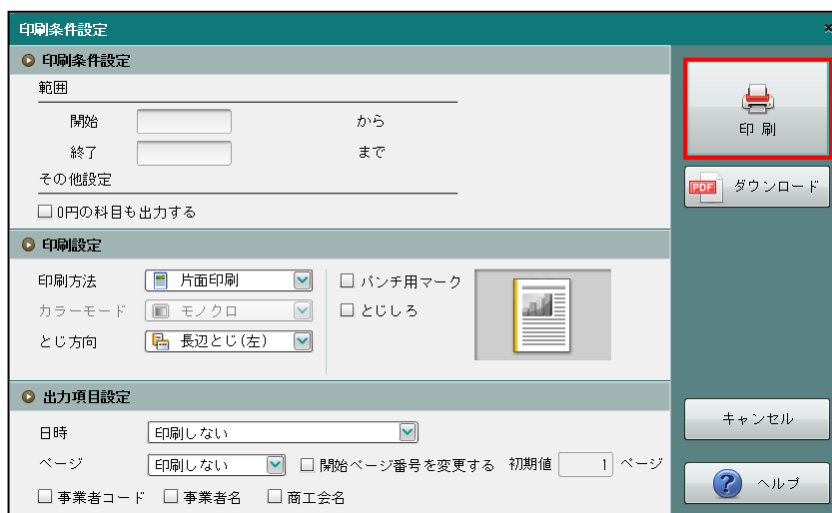 印刷条件設定 ×
印刷条件設定
範囲
開始 から
終了 まで
その他設定
0円の科目も出力する
印刷設定
印刷方法 片面印刷 パンチ用マーク
カラーモード モノクロ とじしろ
とじ方向 長辺とじ(左)
出力項目設定
日時 印刷しない
ページ 印刷しない 開始ページ番号を変更する 初期値 1 ページ
事業者コード 事業者名 商工会名
印 刷
PDF ダウンロード
キャンセル
? ヘルプ